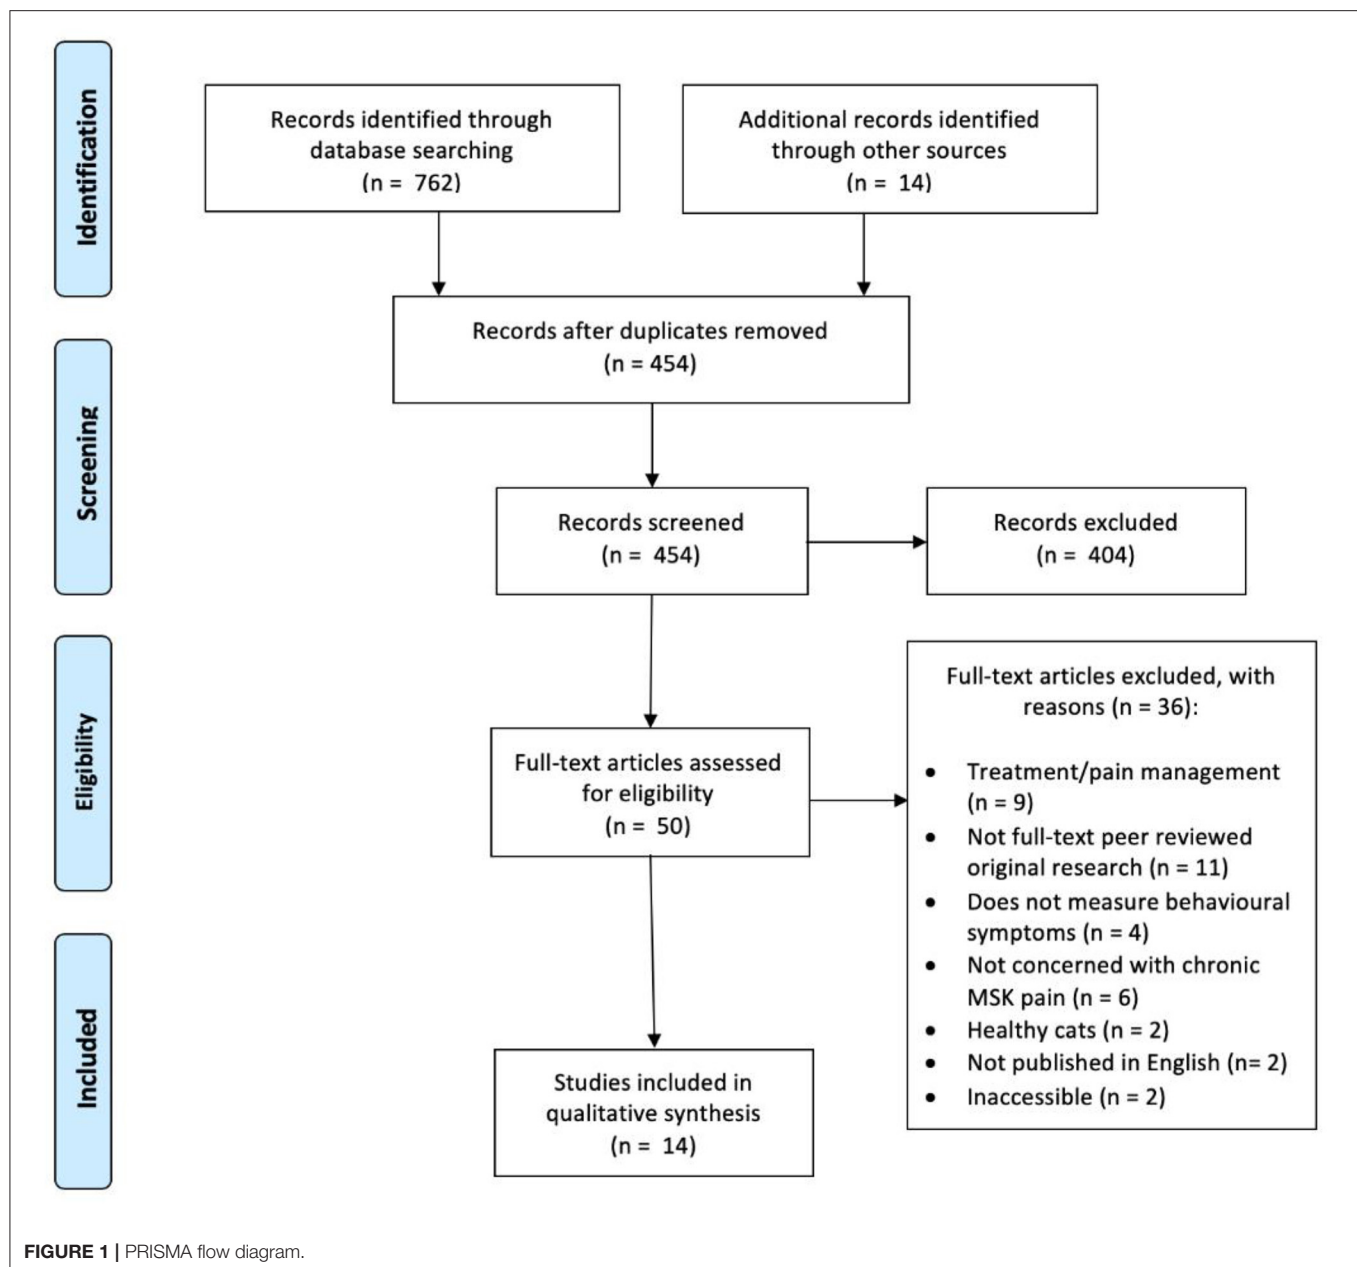 Identification
Records identified through
database searching
(n = 762)
Additional records identified
through other sources
(n = 14)
Records after duplicates removed
(n = 454)
Screening
Records screened
(n = 454)
Records excluded
(n = 404)
Eligibility
Full-text articles assessed
for eligibility
(n = 50)
Full-text articles excluded, with
reasons (n = 36):
• Treatment/pain management
(n = 9)
• Not full-text peer reviewed
original research (n = 11)
• Does not measure behavioural
symptoms (n = 4)
• Not concerned with chronic
MSK pain (n = 6)
• Healthy cats (n = 2)
• Not published in English (n= 2)
• Inaccessible (n = 2)
Included
Studies included in
qualitative synthesis
(n = 14)
FIGURE 1 | PRISMA flow diagram.